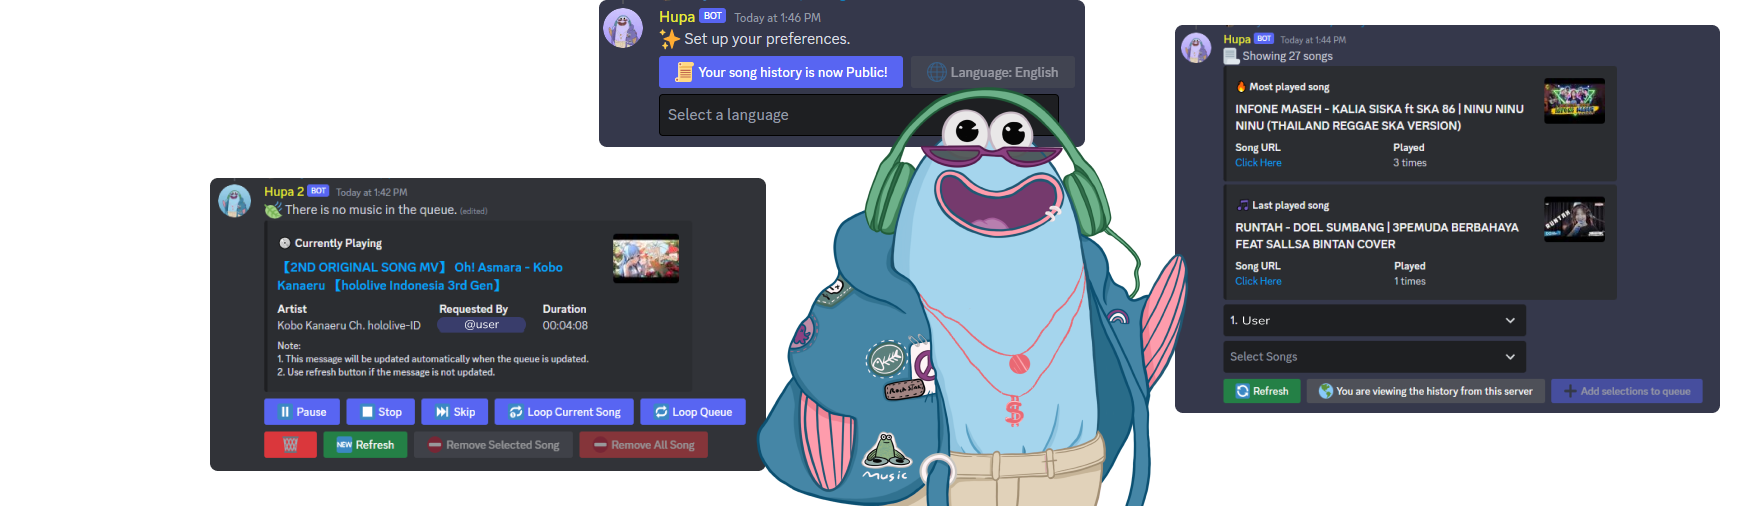 Hupa BOT Today at 1:46 PM
Set up your preferences.
Your song history is now Public!
Language: English
Select a language
Hupa 2 BOT Today at 1:42 PM
There is no music in the queue. (edited)
Currently Playing
【2ND ORIGINAL SONG MV】 Oh! Asmara - Kobo
Kanaeru 【hololive Indonesia 3rd Gen】
Artist Requested By Duration
Kobo Kanaeru Ch. hololive-ID @user 00:04:08
Note:
1. This message will be updated automatically when the queue is updated.
2. Use refresh button if the message is not updated.
Pause Stop Skip Loop Current Song Loop Queue
NEW Refresh Remove Selected Song Remove All Song
Rock Star
Music
Hupa BOT Today at 1:44 PM
Showing 27 songs
Most played song
INFONE MASEH - KALIA SISKA ft SKA 86 | NINU NINU
NINU (THAILAND REGGAE SKA VERSION)
Song URL Played
Click Here 3 times
Last played song
RUNTAH - DOEL SUMBANG | 3PEMUDA BERBAHAYA
FEAT SALLSA BINTAN COVER
Song URL Played
Click Here 1 times
1. User
Select Songs
Refresh You are viewing the history from this server Add selections to queue